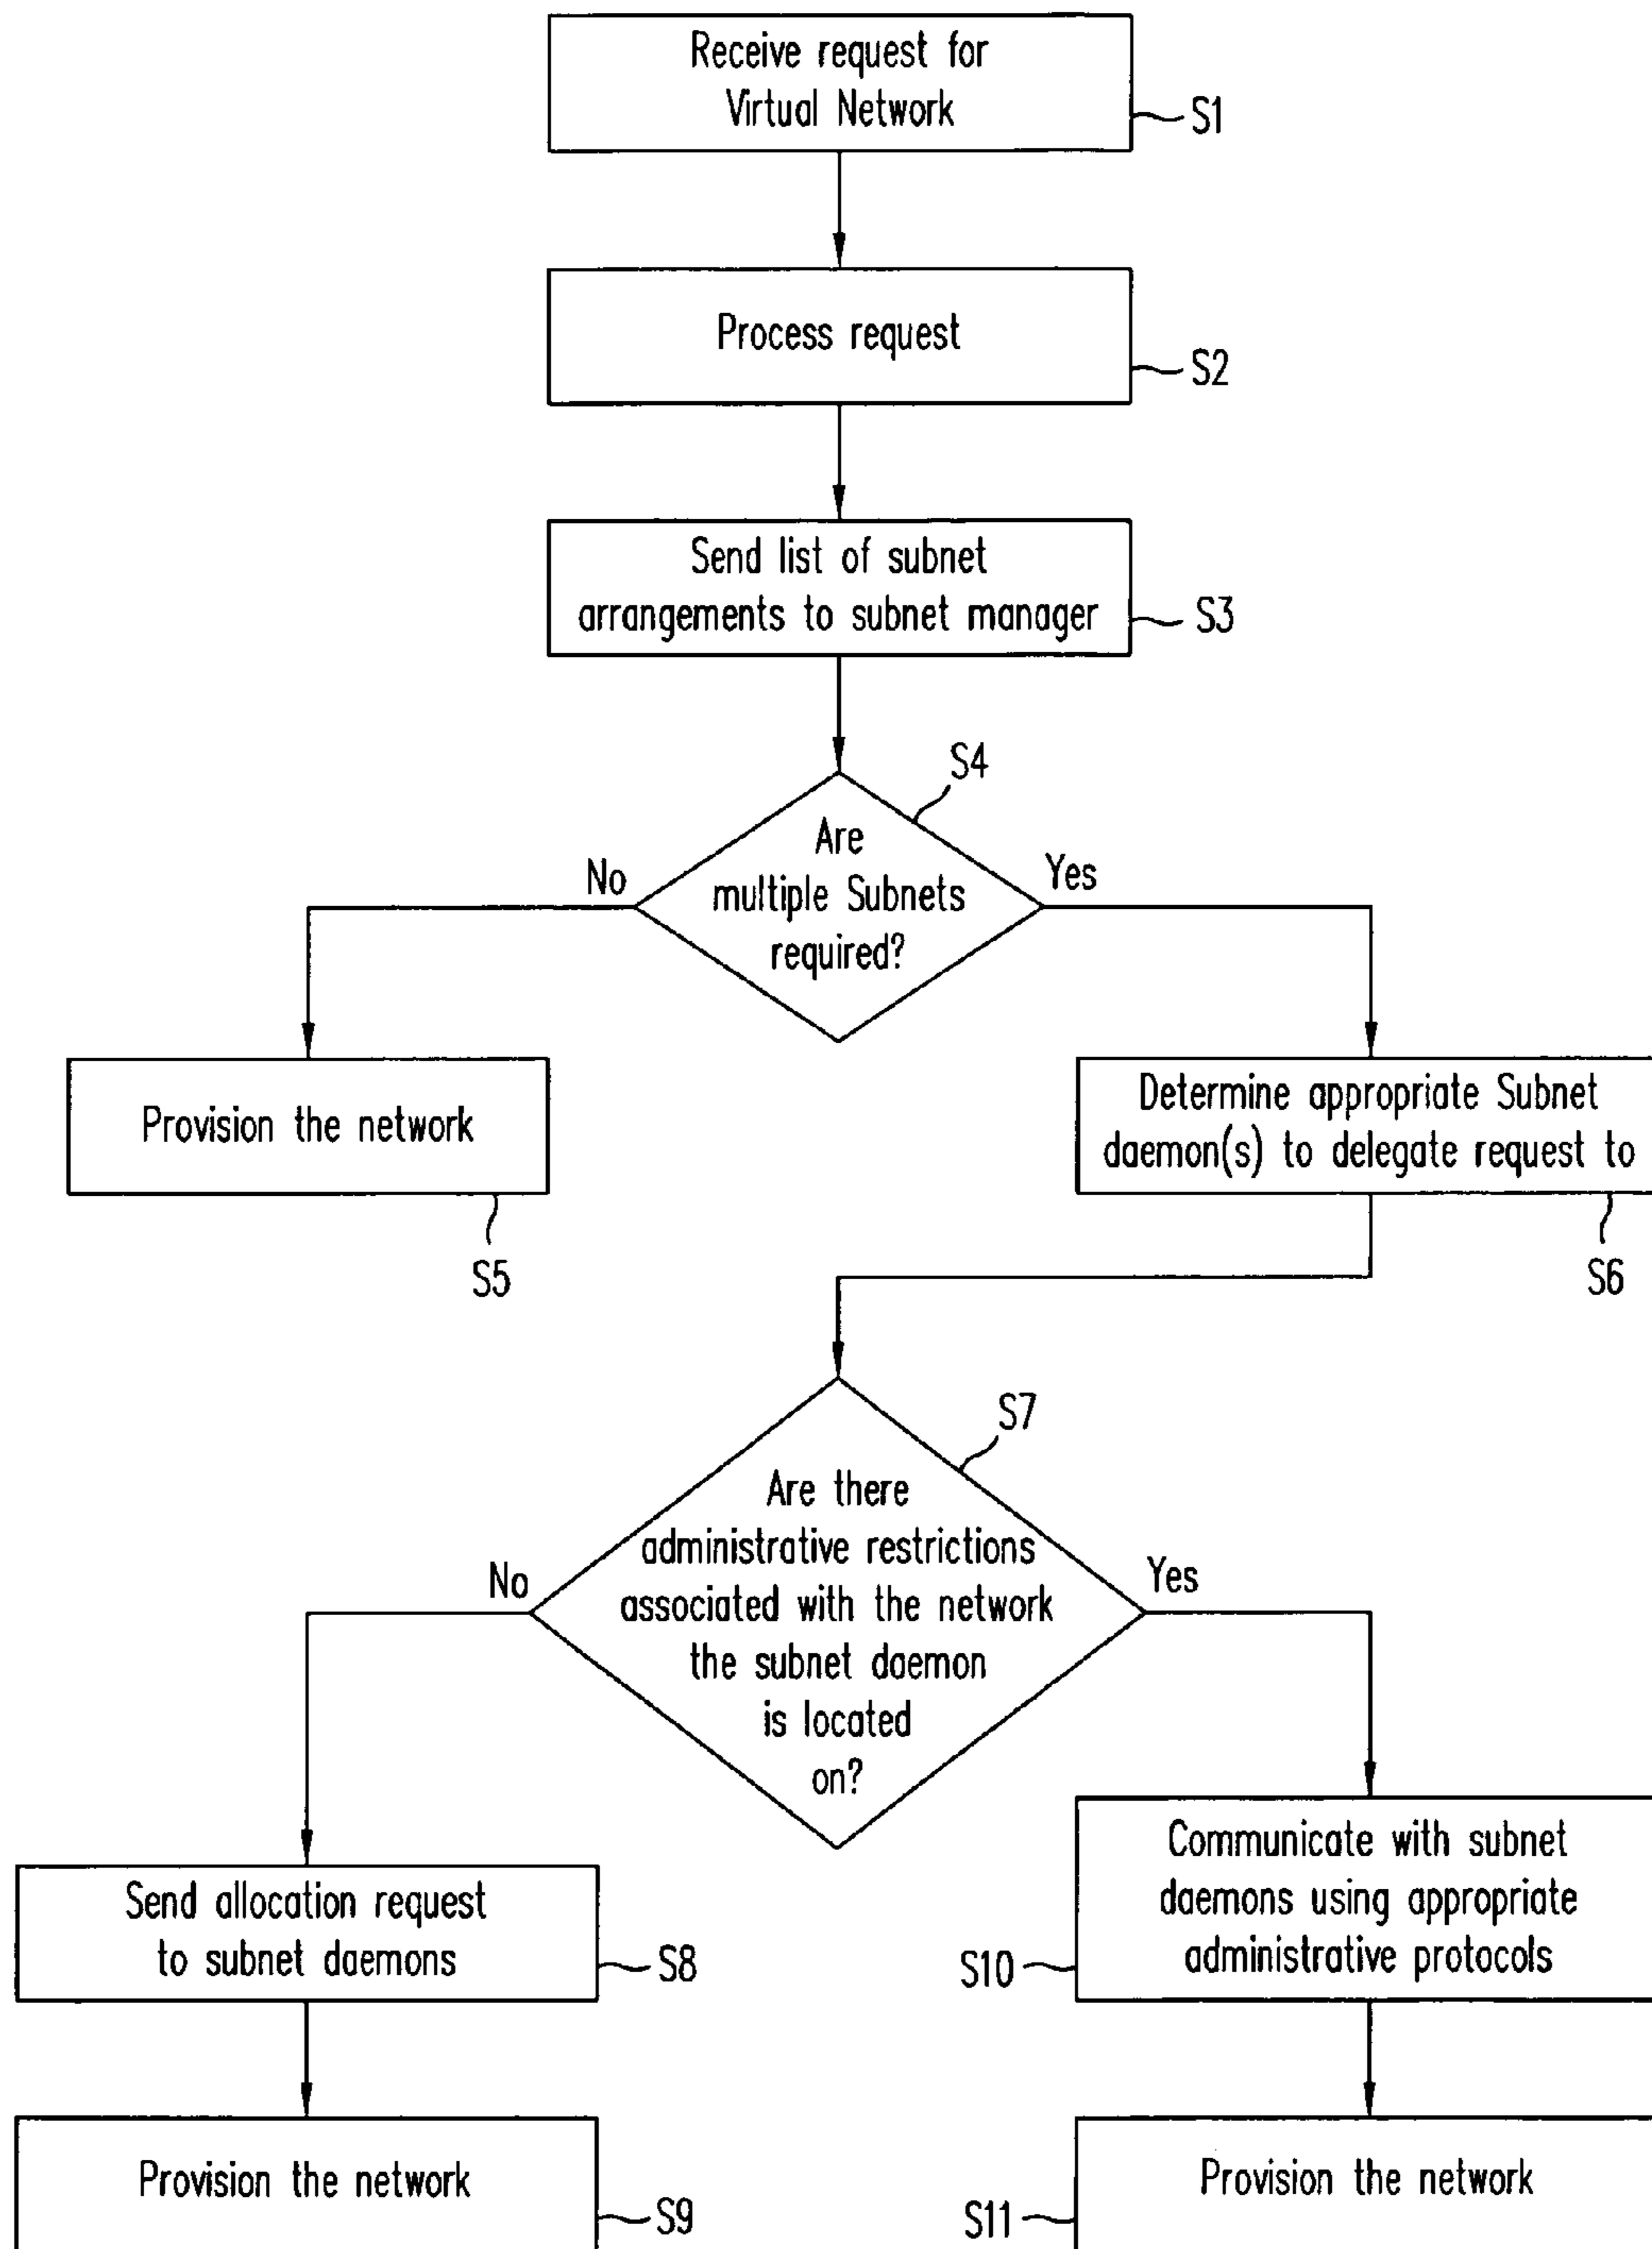 Receive request for
Virtual Network
S1
Process request
S2
Send list of subnet
arrangements to subnet manager
S3
S4
Are
multiple Subnets
required?
No
Yes
Provision the network
S5
Determine appropriate Subnet
daemon(s) to delegate request to
S6
S7
Are there
administrative restrictions
associated with the network
the subnet daemon
is located
on?
No
Yes
Send allocation request
to subnet daemons
S8
Communicate with subnet
daemons using appropriate
administrative protocols
S10
Provision the network
S9
Provision the network
S11